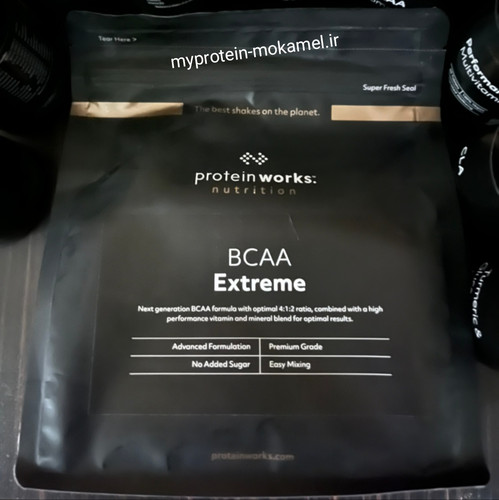 myprotein-mokamel.ir
Tear Here >
Super Fresh Seal
The best shakes on the planet.
protein works:
nutrition
BCAA
Extreme
Next generation BCAA formula with optimal 4:1:2 ratio, combined with a high
performance vitamin and mineral blend for optimal results.
Advanced Formulation Premium Grade
No Added Sugar Easy Mixing
proteinworks.com
CLA
Turmeric &